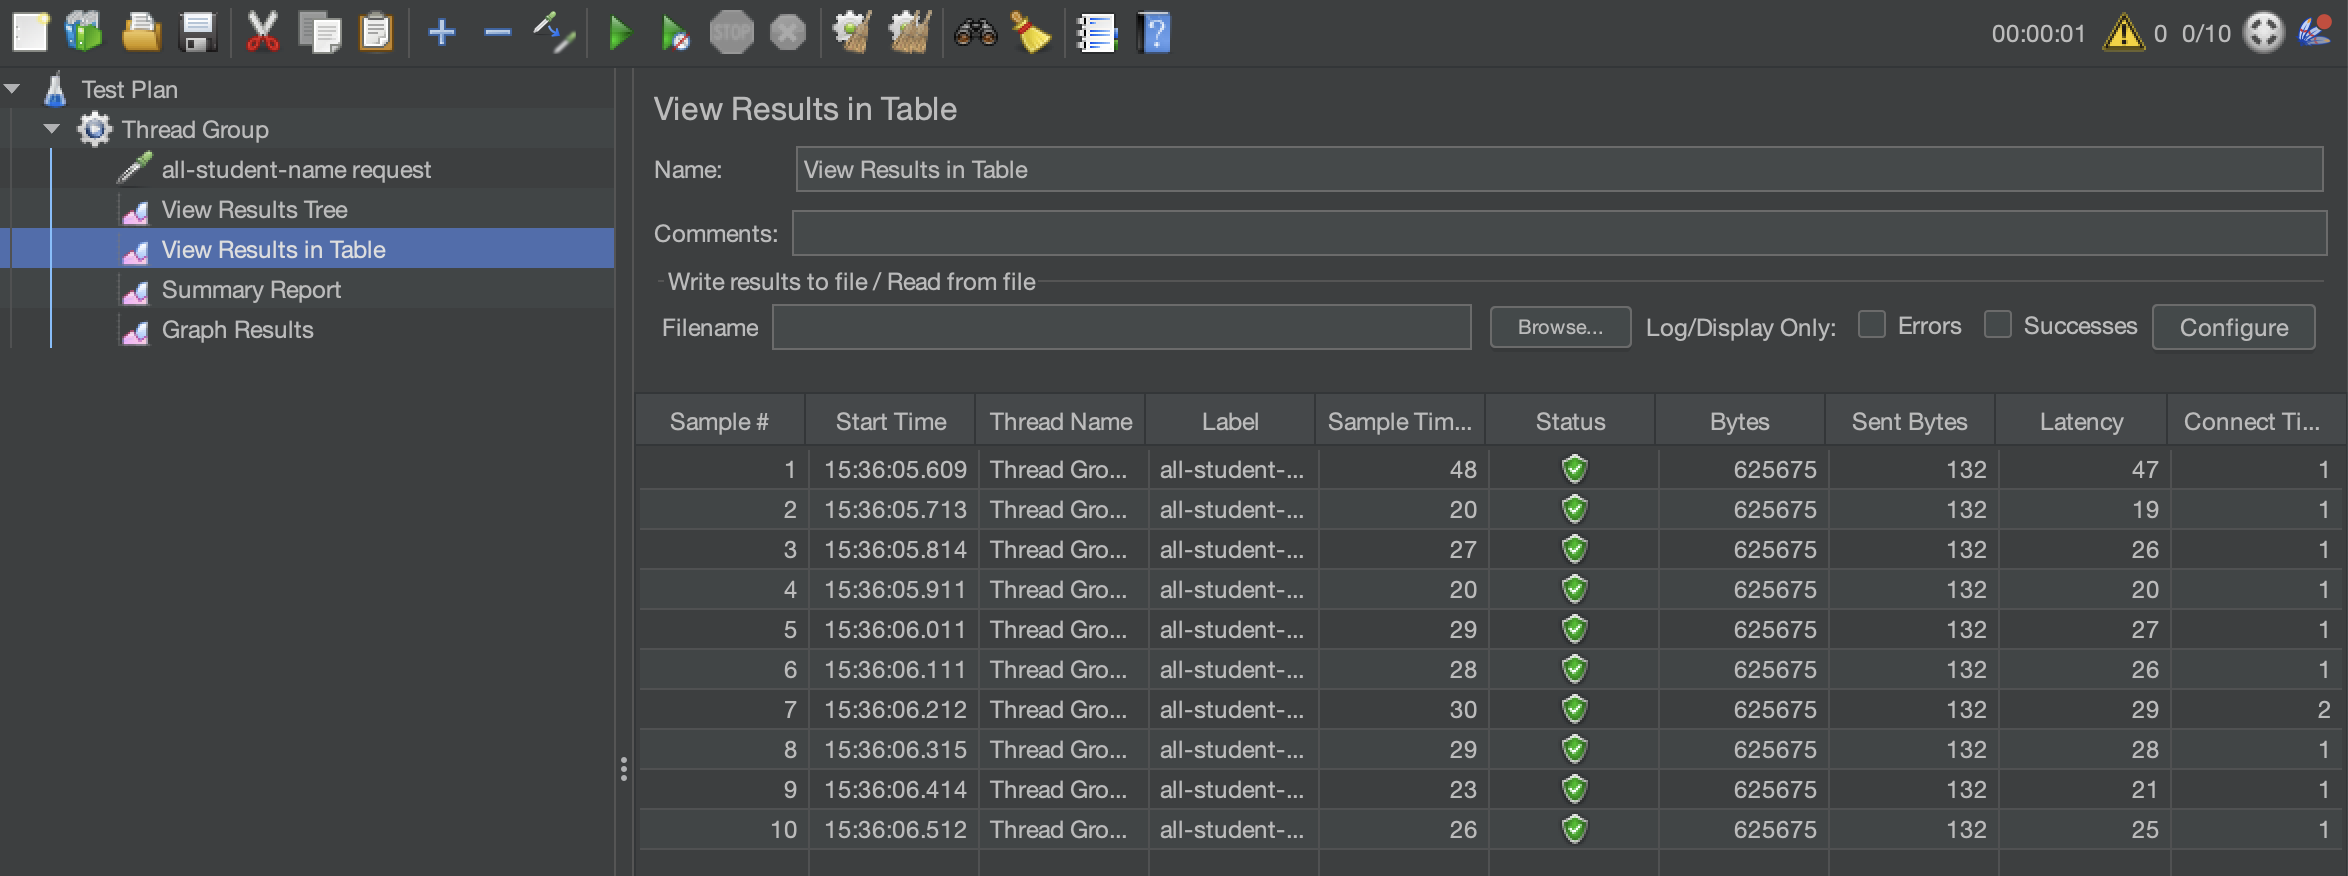 STOP
00:00:01 0 0/10
Test Plan
Thread Group
all-student-name request
View Results Tree
View Results in Table
Summary Report
Graph Results
View Results in Table
Name: View Results in Table
Comments:
Write results to file / Read from file
Filename Browse... Log/Display Only: Errors Successes Configure
Sample # Start Time Thread Name Label Sample Tim... Status Bytes Sent Bytes Latency Connect Ti...
1 15:36:05.609 Thread Gro... all-student-... 48 625675 132 47 1
2 15:36:05.713 Thread Gro... all-student-... 20 625675 132 19 1
3 15:36:05.814 Thread Gro... all-student-... 27 625675 132 26 1
4 15:36:05.911 Thread Gro... all-student-... 20 625675 132 20 1
5 15:36:06.011 Thread Gro... all-student-... 29 625675 132 27 1
6 15:36:06.111 Thread Gro... all-student-... 28 625675 132 26 1
7 15:36:06.212 Thread Gro... all-student-... 30 625675 132 29 2
8 15:36:06.315 Thread Gro... all-student-... 29 625675 132 28 1
9 15:36:06.414 Thread Gro... all-student-... 23 625675 132 21 1
10 15:36:06.512 Thread Gro... all-student-... 26 625675 132 25 1